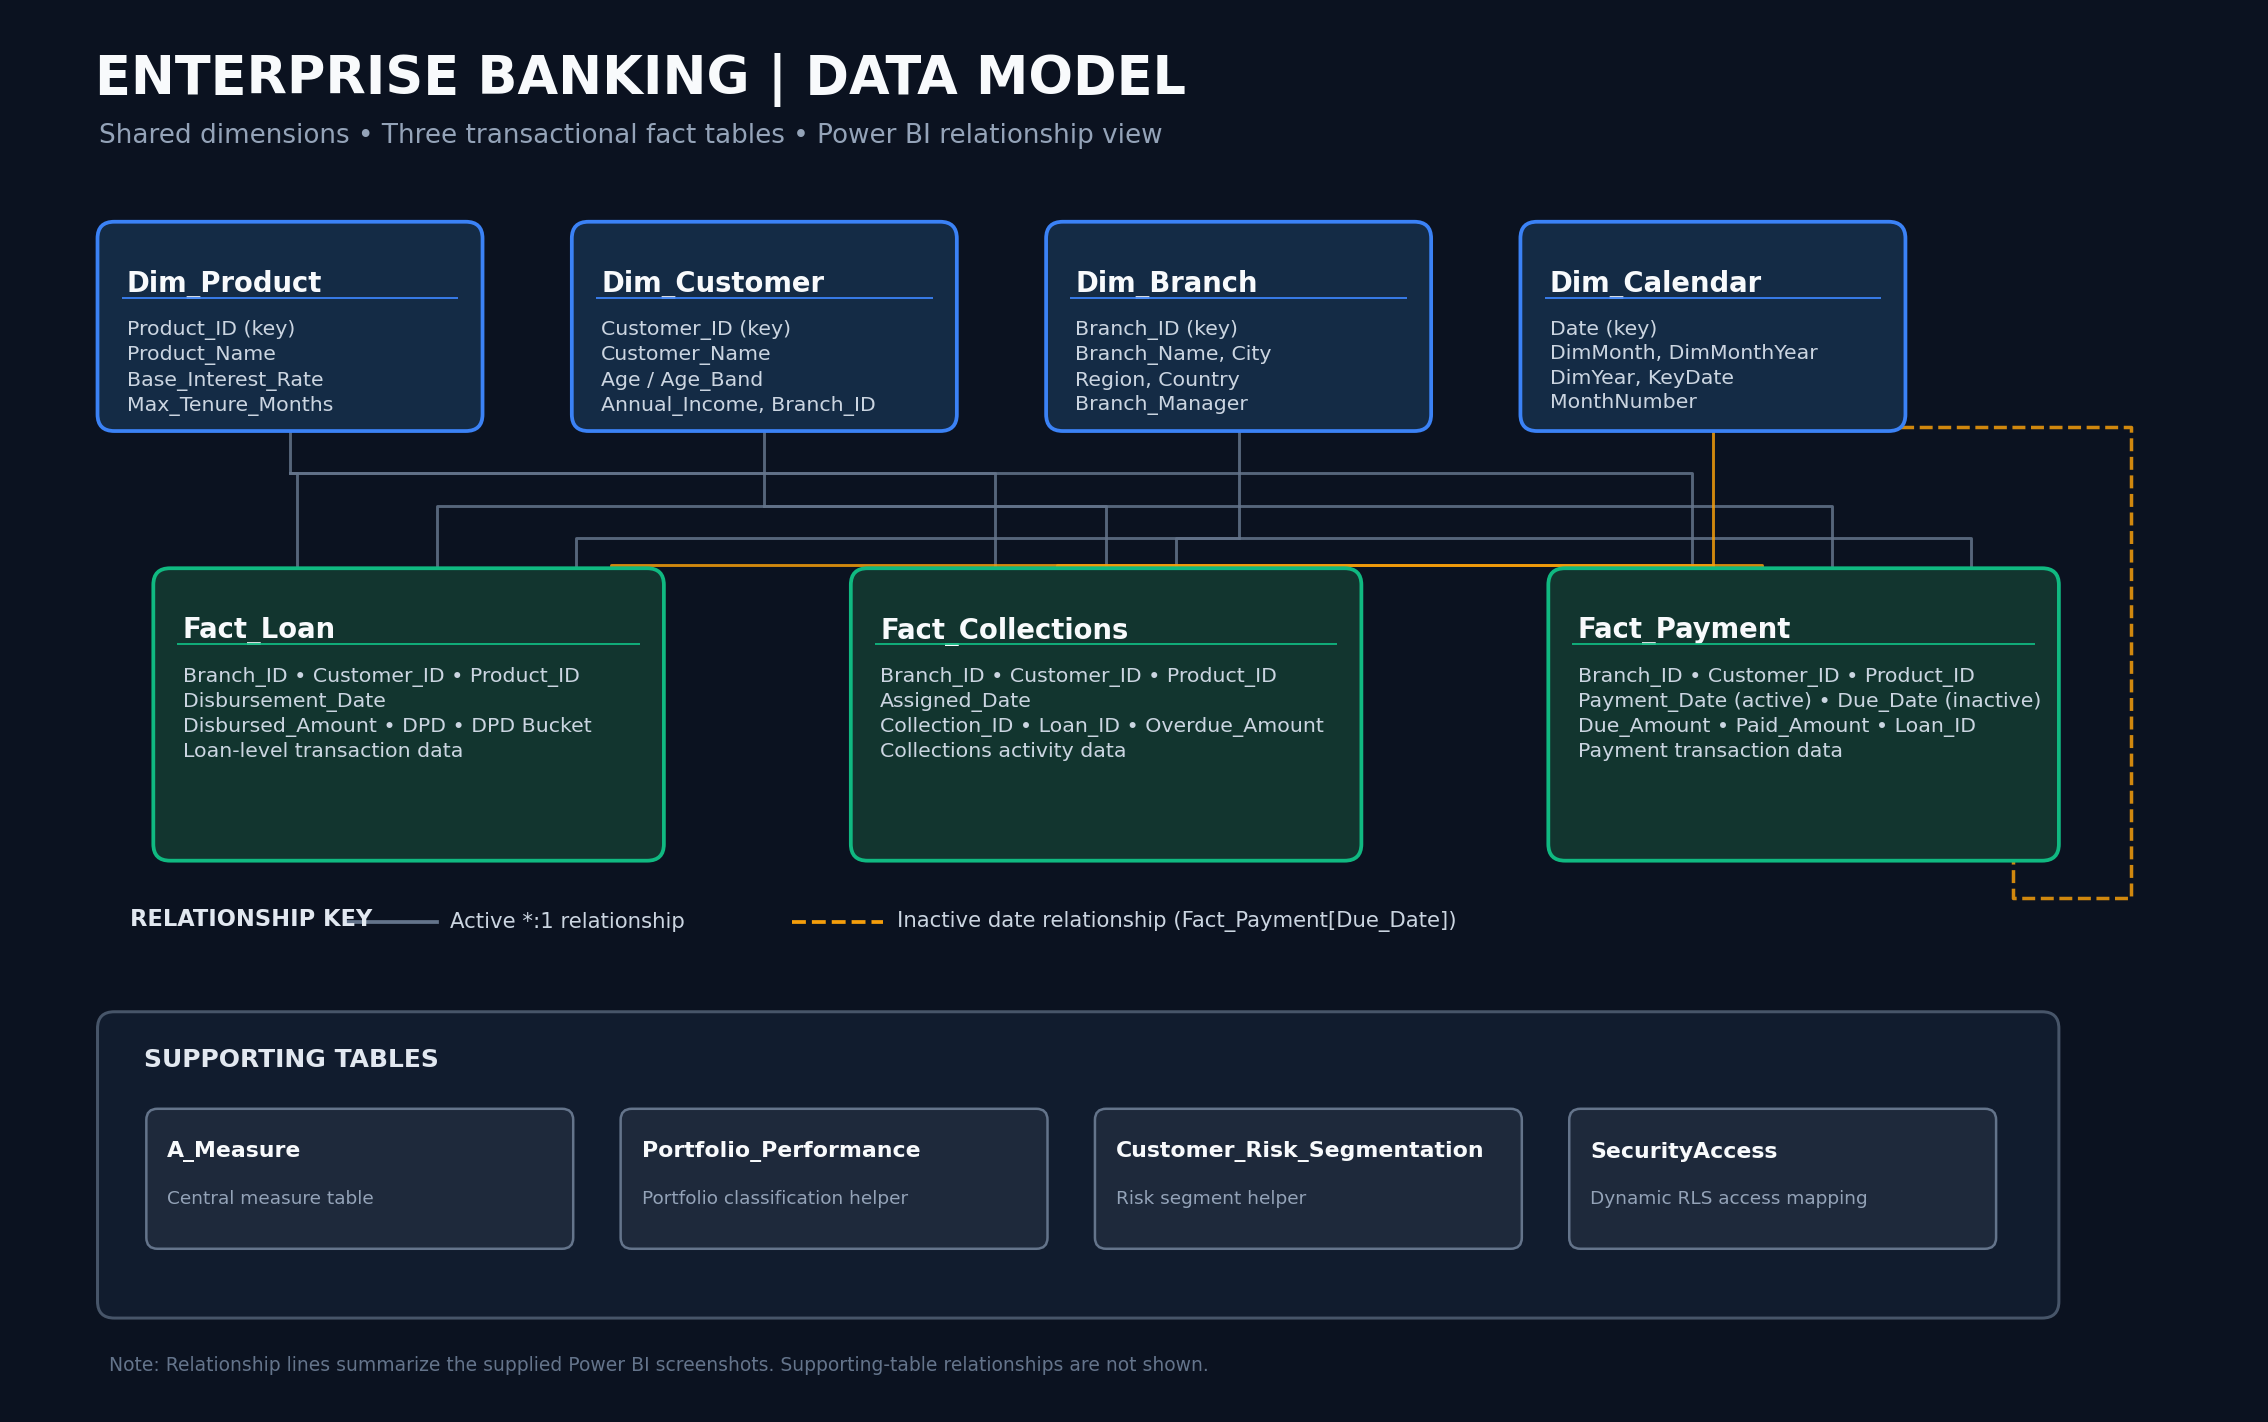 ENTERPRISE BANKING | DATA MODEL
Shared dimensions • Three transactional fact tables • Power BI relationship view
Dim_Product
Product_ID (key)
Product_Name
Base_Interest_Rate
Max_Tenure_Months
Dim_Customer
Customer_ID (key)
Customer_Name
Age / Age_Band
Annual_Income, Branch_ID
Dim_Branch
Branch_ID (key)
Branch_Name, City
Region, Country
Branch_Manager
Dim_Calendar
Date (key)
DimMonth, DimMonthYear
DimYear, KeyDate
MonthNumber
Fact_Loan
Branch_ID • Customer_ID • Product_ID
Disbursement_Date
Disbursed_Amount • DPD • DPD Bucket
Loan-level transaction data
Fact_Collections
Branch_ID • Customer_ID • Product_ID
Assigned_Date
Collection_ID • Loan_ID • Overdue_Amount
Collections activity data
Fact_Payment
Branch_ID • Customer_ID • Product_ID
Payment_Date (active) • Due_Date (inactive)
Due_Amount • Paid_Amount • Loan_ID
Payment transaction data
RELATIONSHIP KEY
Active *:1 relationship
Inactive date relationship (Fact_Payment[Due_Date])
SUPPORTING TABLES
A_Measure
Central measure table
Portfolio_Performance
Portfolio classification helper
Customer_Risk_Segmentation
Risk segment helper
SecurityAccess
Dynamic RLS access mapping
Note: Relationship lines summarize the supplied Power BI screenshots. Supporting-table relationships are not shown.